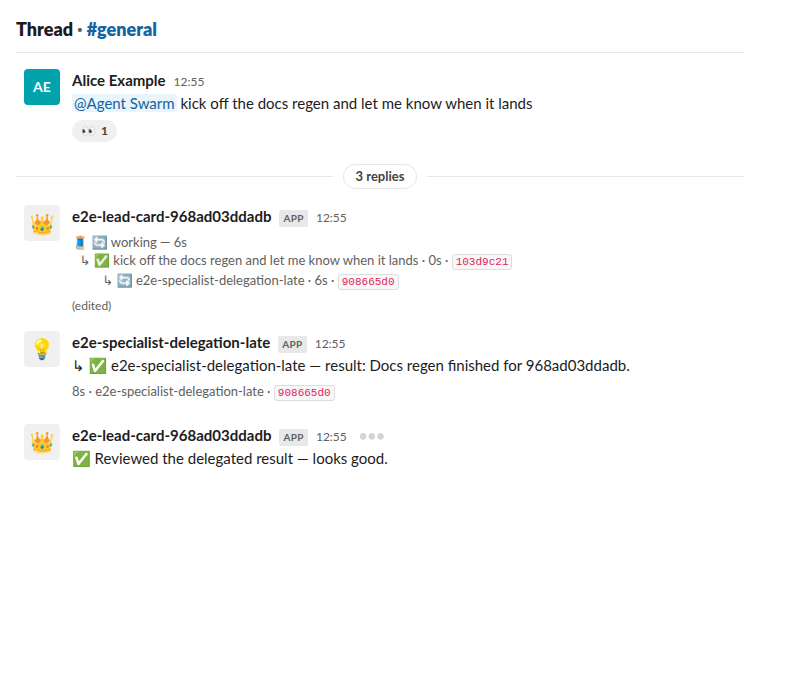 Thread • #general
AE
Alice Example 12:55
@Agent Swarm kick off the docs regen and let me know when it lands
👀 1
3 replies
e2e-lead-card-968ad03ddadb APP 12:55
🧵 🔄 working — 6s
↳ ✅ kick off the docs regen and let me know when it lands · 0s · 103d9c21
↳ 🔄 e2e-specialist-delegation-late · 6s · 908665d0
(edited)
e2e-specialist-delegation-late APP 12:55
↳ ✅ e2e-specialist-delegation-late — result: Docs regen finished for 968ad03ddadb.
8s · e2e-specialist-delegation-late · 908665d0
e2e-lead-card-968ad03ddadb APP 12:55
✅ Reviewed the delegated result — looks good.